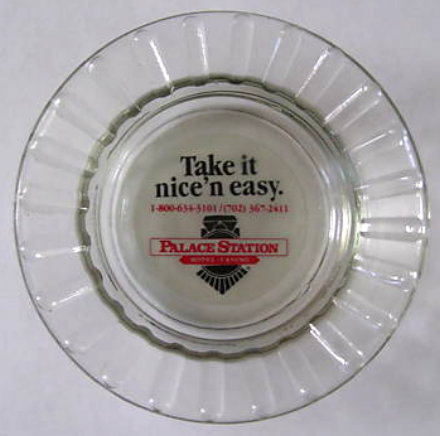 Take it
nice'n easy.
1-800-634-3101/(702) 367-2411
PALACE STATION
HOTEL • CASINO